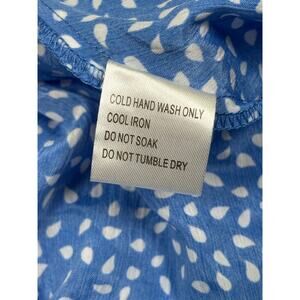 COLD HAND WASH ONLY
COOL IRON
DO NOT SOAK
DO NOT TUMBLE DRY